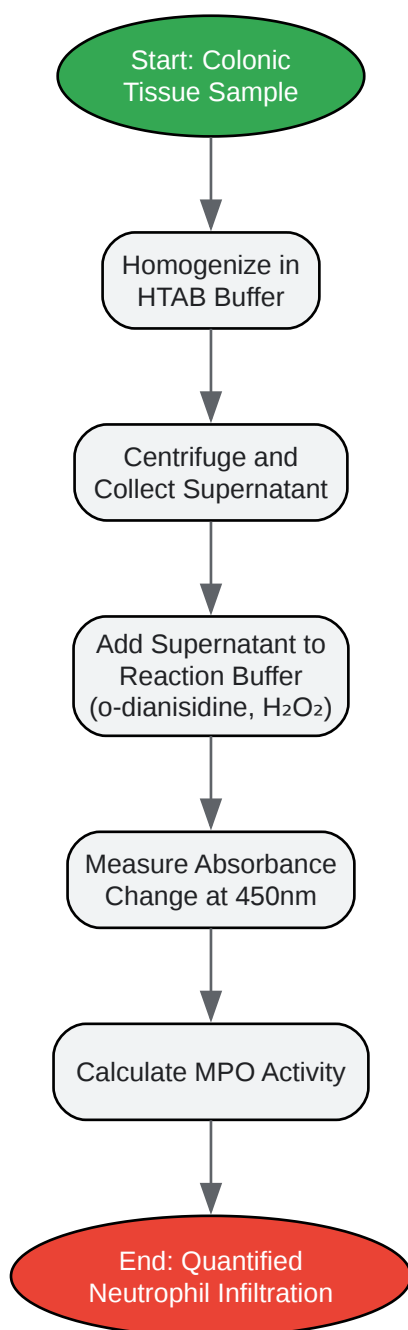 Start: Colonic
Tissue Sample
Homogenize in
HTAB Buffer
Centrifuge and
Collect Supernatant
Add Supernatant to
Reaction Buffer
(o-dianisidine, H₂O₂)
Measure Absorbance
Change at 450nm
Calculate MPO Activity
End: Quantified
Neutrophil Infiltration